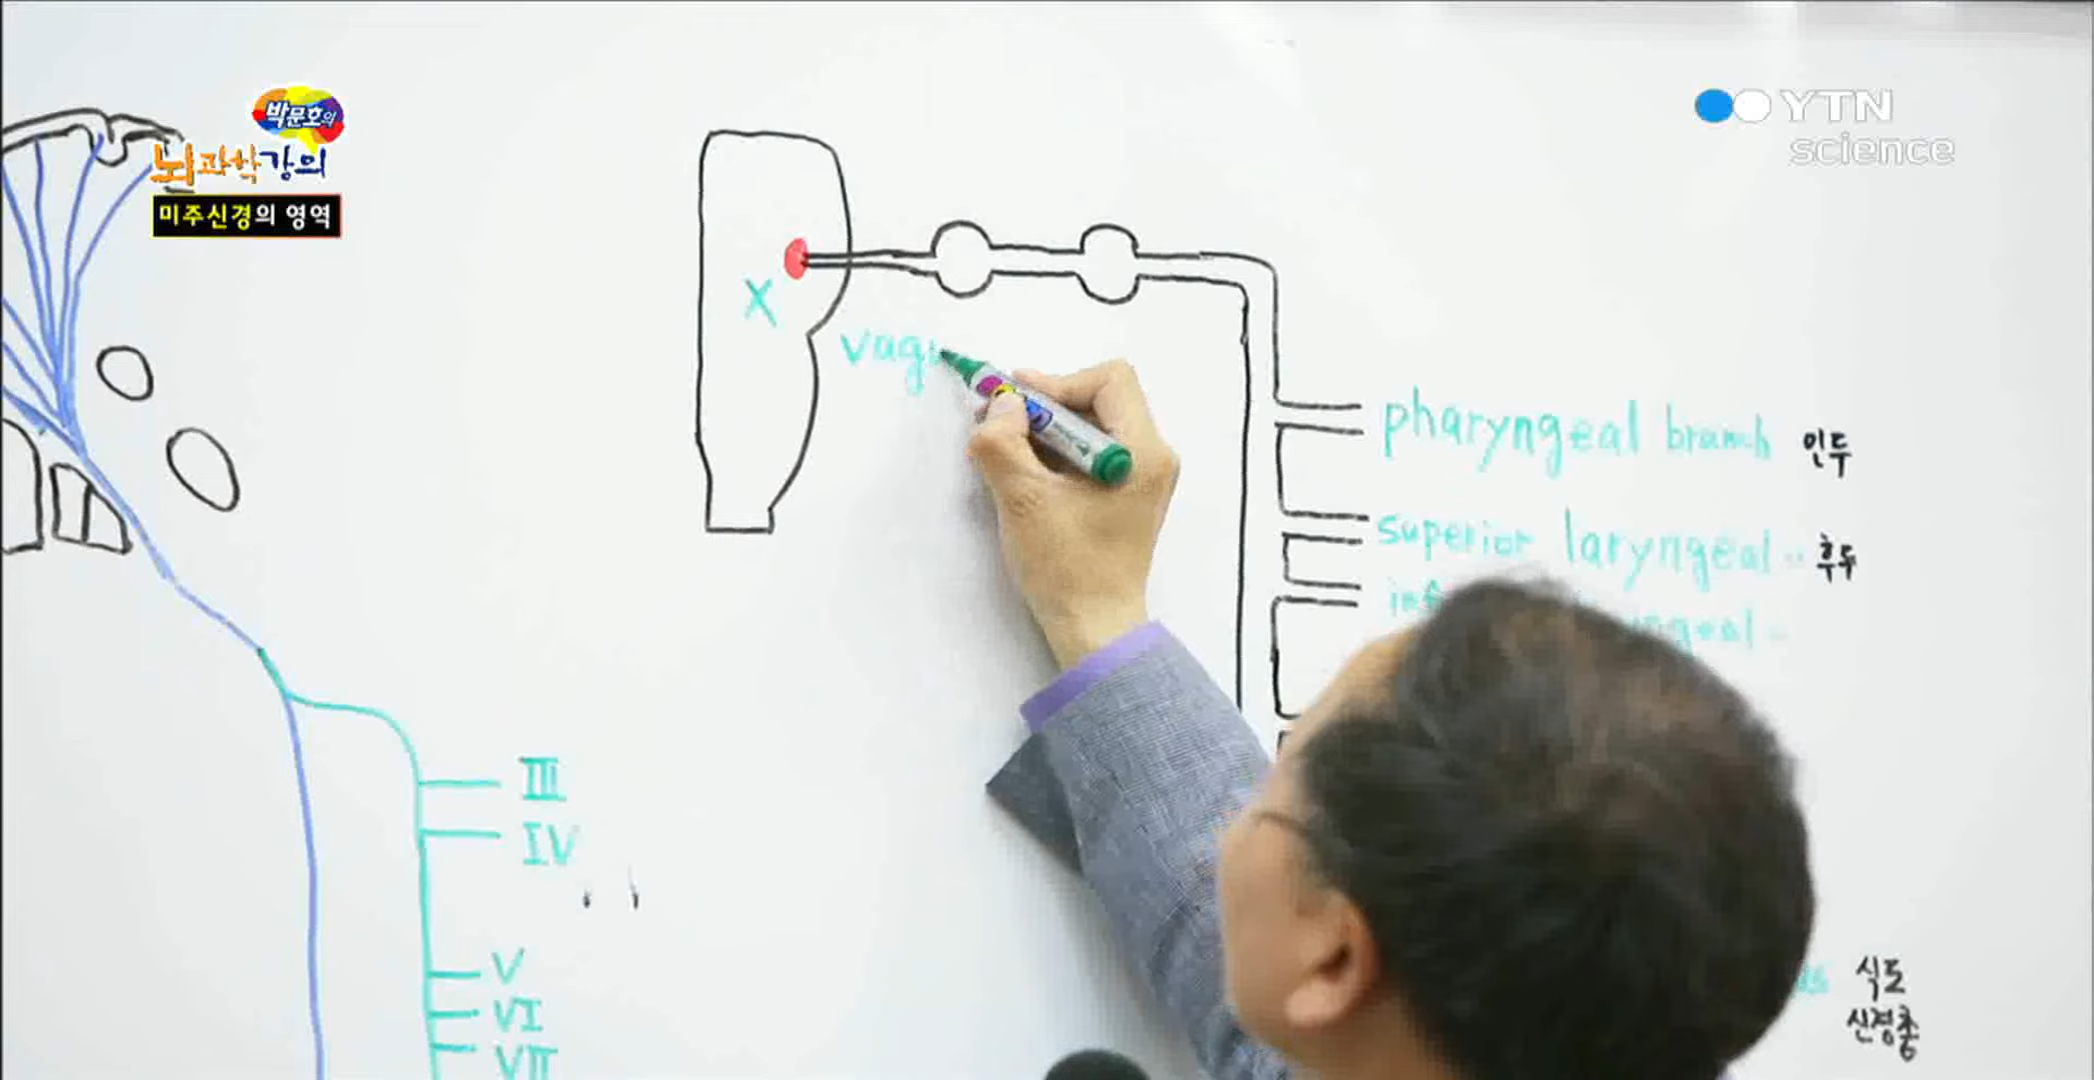 박문호의
뇌과학강의
미주신경의 영역
YTN
science
X
vagu
pharyngeal branch 인두
superior laryngeal .. 후두
III
IV
V
VI
VII
식도
신경총